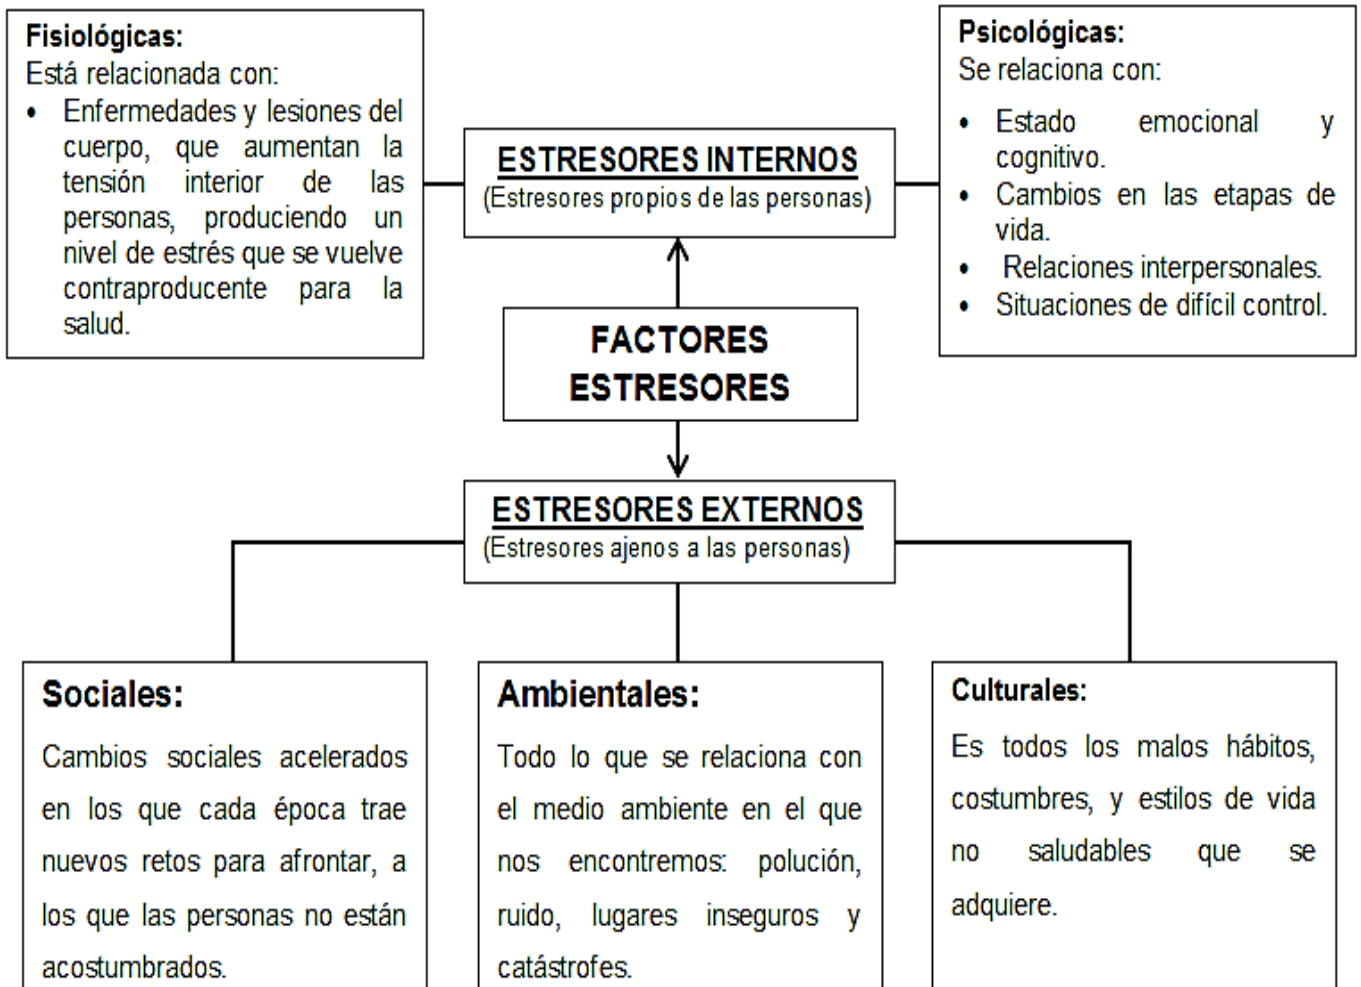 Fisiológicas:
Está relacionada con:
• Enfermedades y lesiones del
cuerpo, que aumentan la
tensión interior de las
personas, produciendo un
nivel de estrés que se vuelve
contraproducente para la
salud.
ESTRESORES INTERNOS
(Estresores propios de las personas)
Psicológicas:
Se relaciona con:
• Estado emocional y
cognitivo.
• Cambios en las etapas de
vida.
• Relaciones interpersonales.
• Situaciones de difícil control.
FACTORES
ESTRESORES
ESTRESORES EXTERNOS
(Estresores ajenos a las personas)
Sociales:
Cambios sociales acelerados
en los que cada época trae
nuevos retos para afrontar, a
los que las personas no están
acostumbrados.
Ambientales:
Todo lo que se relaciona con
el medio ambiente en el que
nos encontremos: polución,
ruido, lugares inseguros y
catástrofes.
Culturales:
Es todos los malos hábitos,
costumbres, y estilos de vida
no saludables que se
adquiere.